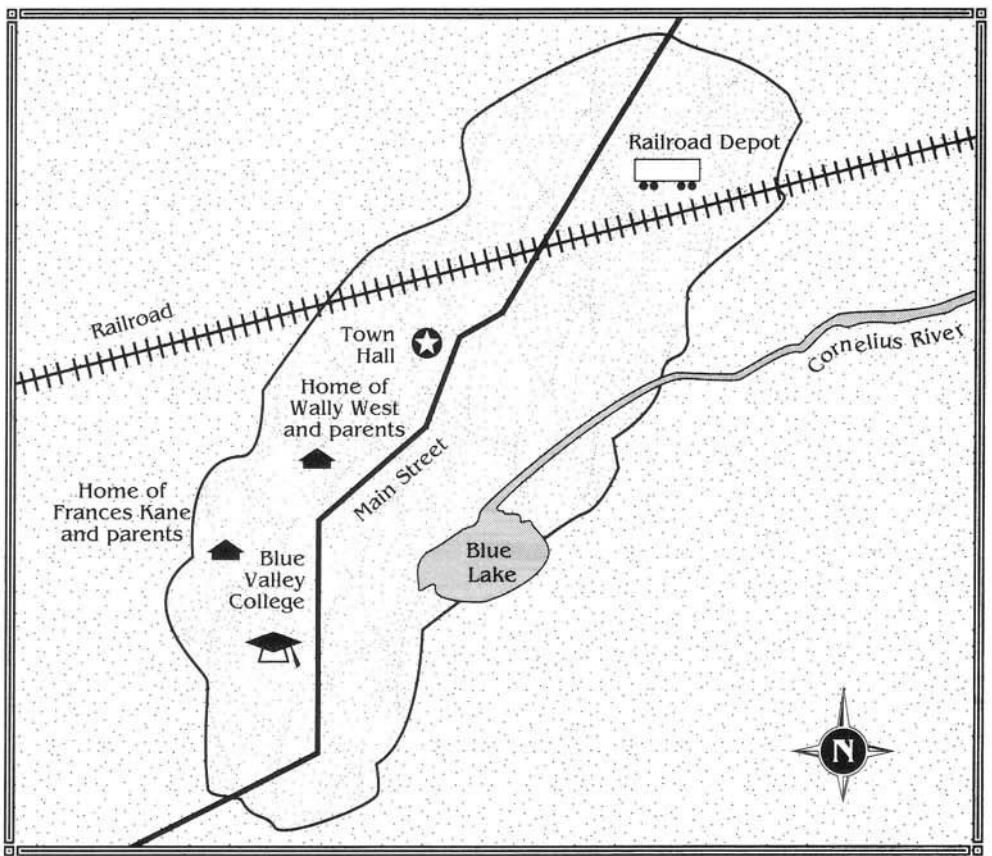 Railroad Depot
Railroad
Cornelius River
Town
Hall
Home of
Wally West
and parents
Main Street
Home of
Frances Kane
and parents
Blue
Valley
College
Blue
Lake
N